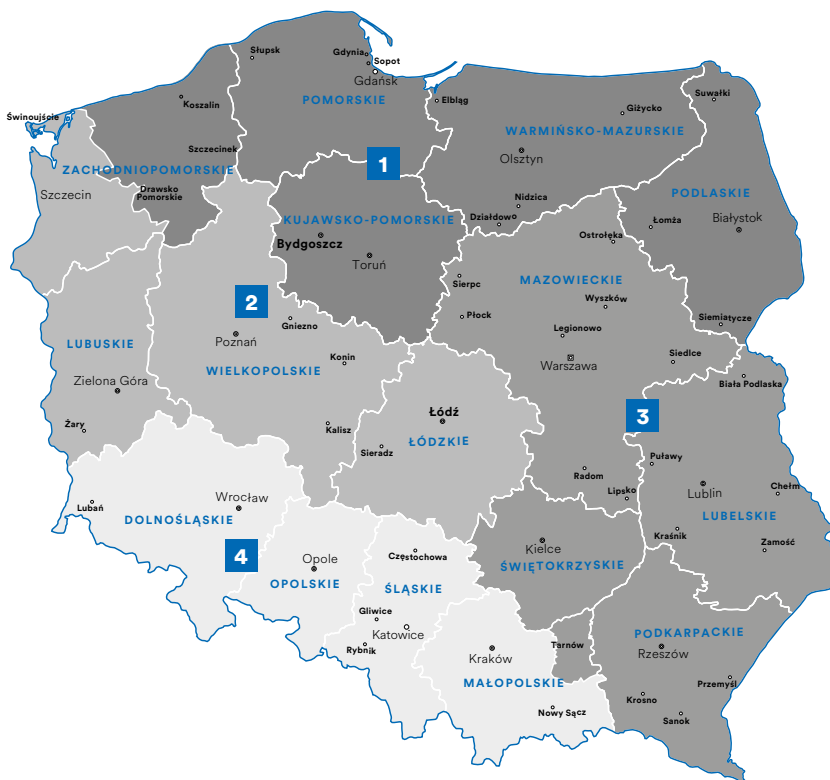 Słupsk
Gdynia
Sopot
Gdańsk
POMORSKIE
Koszalin
Elbląg
Giżycko
Suwałki
Świnoujście
WARMIŃSKO-MAZURSKIE
Szczecinek
Olsztyn
ZACHODNIOPOMORSKIE
1
Szczecin
Drawsko
Pomorskie
PODLASKIE
Nidzica
KUJAWSKO-POMORSKIE
Działdowo
Łomża
Białystok
Bydgoszcz
Ostrołęka
Toruń
MAZOWIECKIE
Sierpc
2
Wyszków
Płock
Gniezno
Siemiatycze
Legionowo
LUBUSKIE
Poznań
Konin
Warszawa
Siedlce
WIELKOPOLSKIE
Zielona Góra
Biała Podlaska
Łódź
3
Żary
Kalisz
ŁÓDZKIE
Sieradz
Puławy
Radom
Lublin
Chełm
Lipsko
Wrocław
Lubań
DOLNOŚLĄSKIE
LUBELSKIE
Kraśnik
Zamość
4
Opole
Częstochowa
Kielce
ŚWIĘTOKRZYSKIE
OPOLSKIE
ŚLĄSKIE
Gliwice
Katowice
PODKARPACKIE
Rybnik
Tarnów
Rzeszów
Kraków
MAŁOPOLSKIE
Przemyśl
Krosno
Nowy Sącz
Sanok